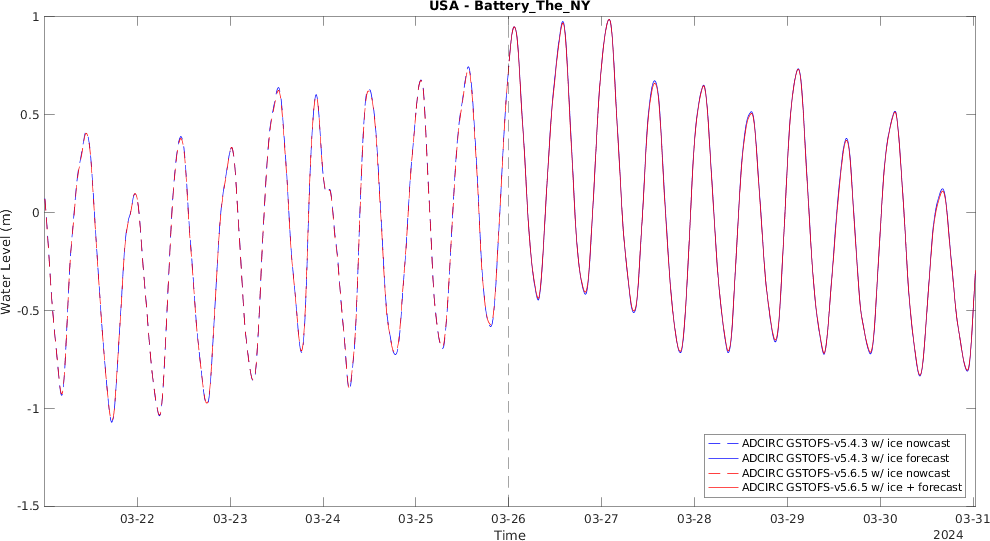 USA - Battery_The_NY
1
0.5
0
-0.5
-1
-1.5
Water Level (m)
ADCIRC GSTOFS-v5.4.3 w/ ice nowcast
ADCIRC GSTOFS-v5.4.3 w/ ice forecast
ADCIRC GSTOFS-v5.6.5 w/ ice nowcast
ADCIRC GSTOFS-v5.6.5 w/ ice + forecast
03-22 03-23 03-24 03-25 03-26 03-27 03-28 03-29 03-30 03-31
Time
2024